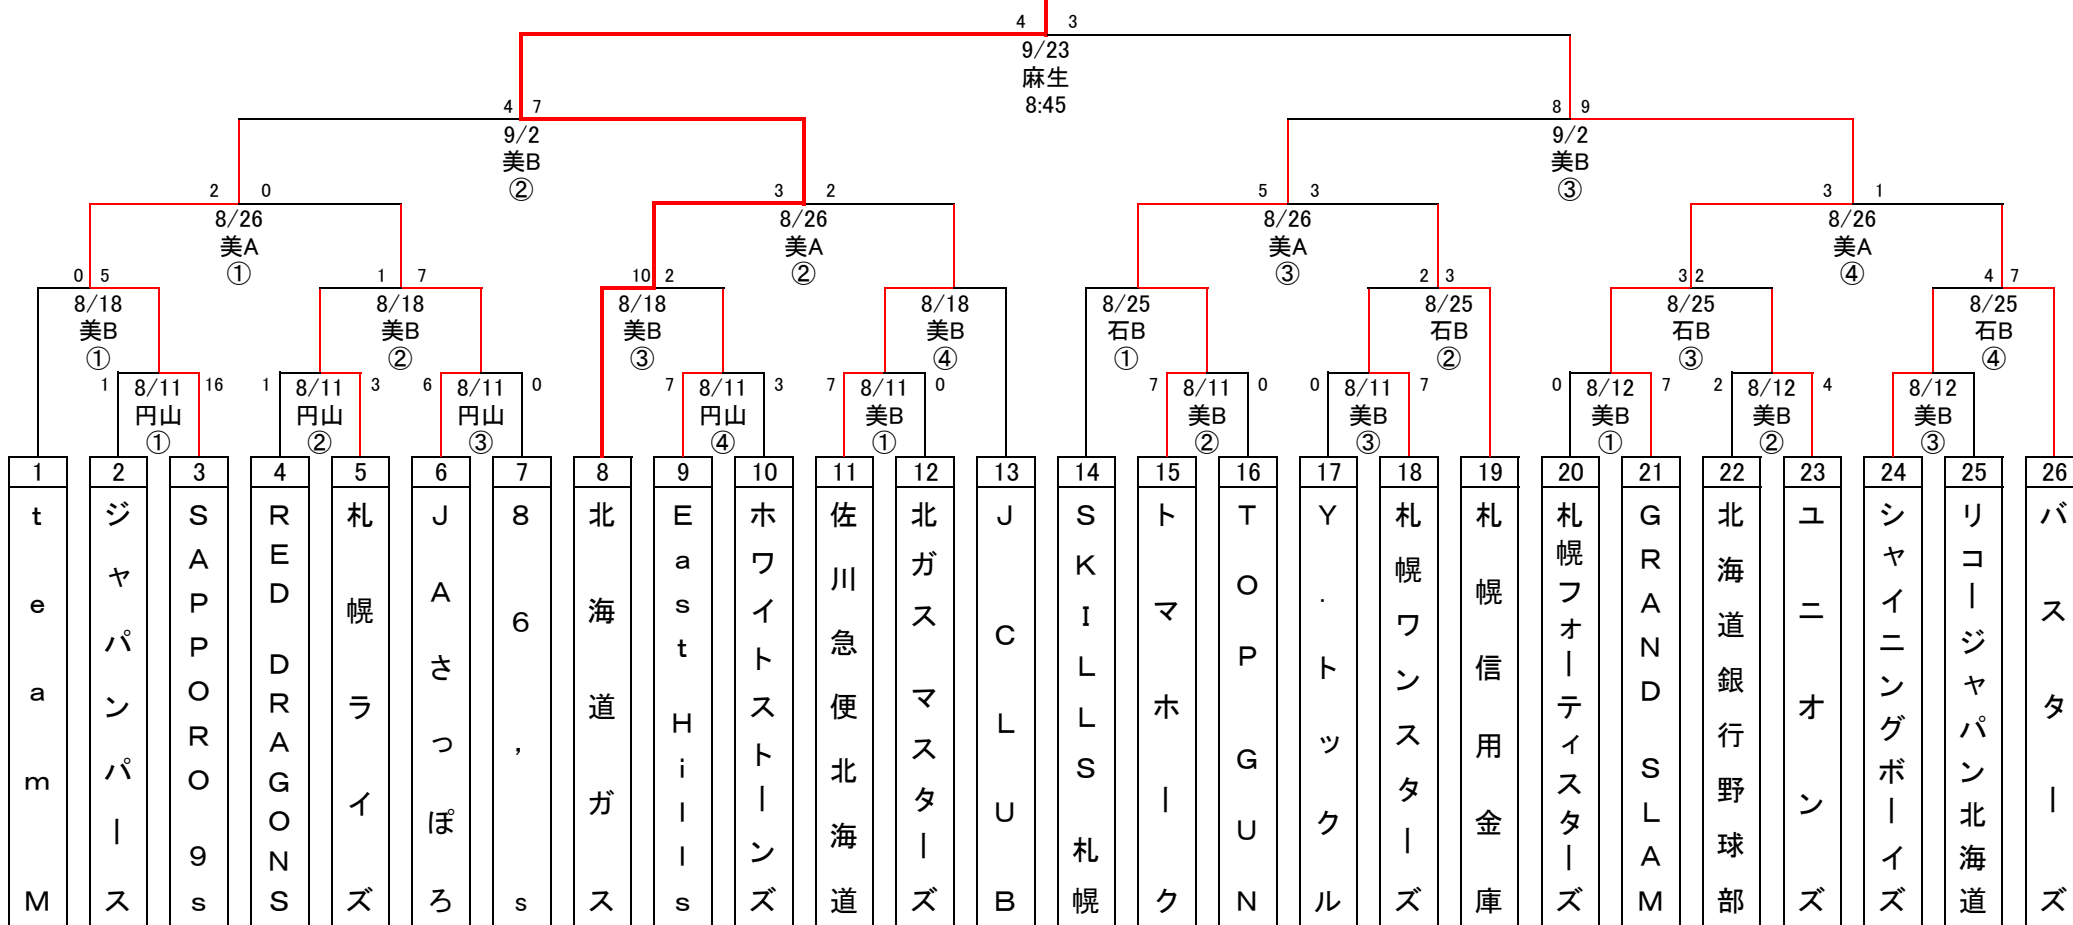 4 3
9/23
麻生
8:45
4 7
9/2
美B
②
8 9
9/2
美B
③
2 0
8/26
美A
①
3 2
8/26
美A
②
5 3
8/26
美A
③
3 1
8/26
美A
④
0 5
8/18
美B
①
1 7
8/18
美B
②
10 2
8/18
美B
③
8/18
美B
④
8/25
石B
①
2 3
8/25
石B
②
3 2
8/25
石B
③
4 7
8/25
石B
④
1 8/11 16
円山
①
1 8/11 3
円山
②
6 8/11 0
円山
③
7 8/11 3
円山
④
7 8/11 0
美B
①
7 8/11 0
美B
②
0 8/11 7
美B
③
0 8/12 7
美B
①
2 8/12 4
美B
②
8/12
美B
③
1
team M
2
ジャパンパース
3
SAPPORO 9s
4
RED DRAGONS
5
札幌ライズ
6
JAさっぽろ
7
86,s
8
北海道ガス
9
East Hills
10
ホワイトストーンズ
11
佐川急便北海道
12
北ガス マスターズ
13
J CLUB
14
SKILLS 札幌
15
トマホーク
16
TOP GUN
17
Y.トックル
18
札幌ワンスターズ
19
札幌信用金庫
20
札幌フォーティスターズ
21
GRAND SLAM
22
北海道銀行野球部
23
ユニオンズ
24
シャイニングボーイズ
25
リコージャパン北海道
26
バスターズ